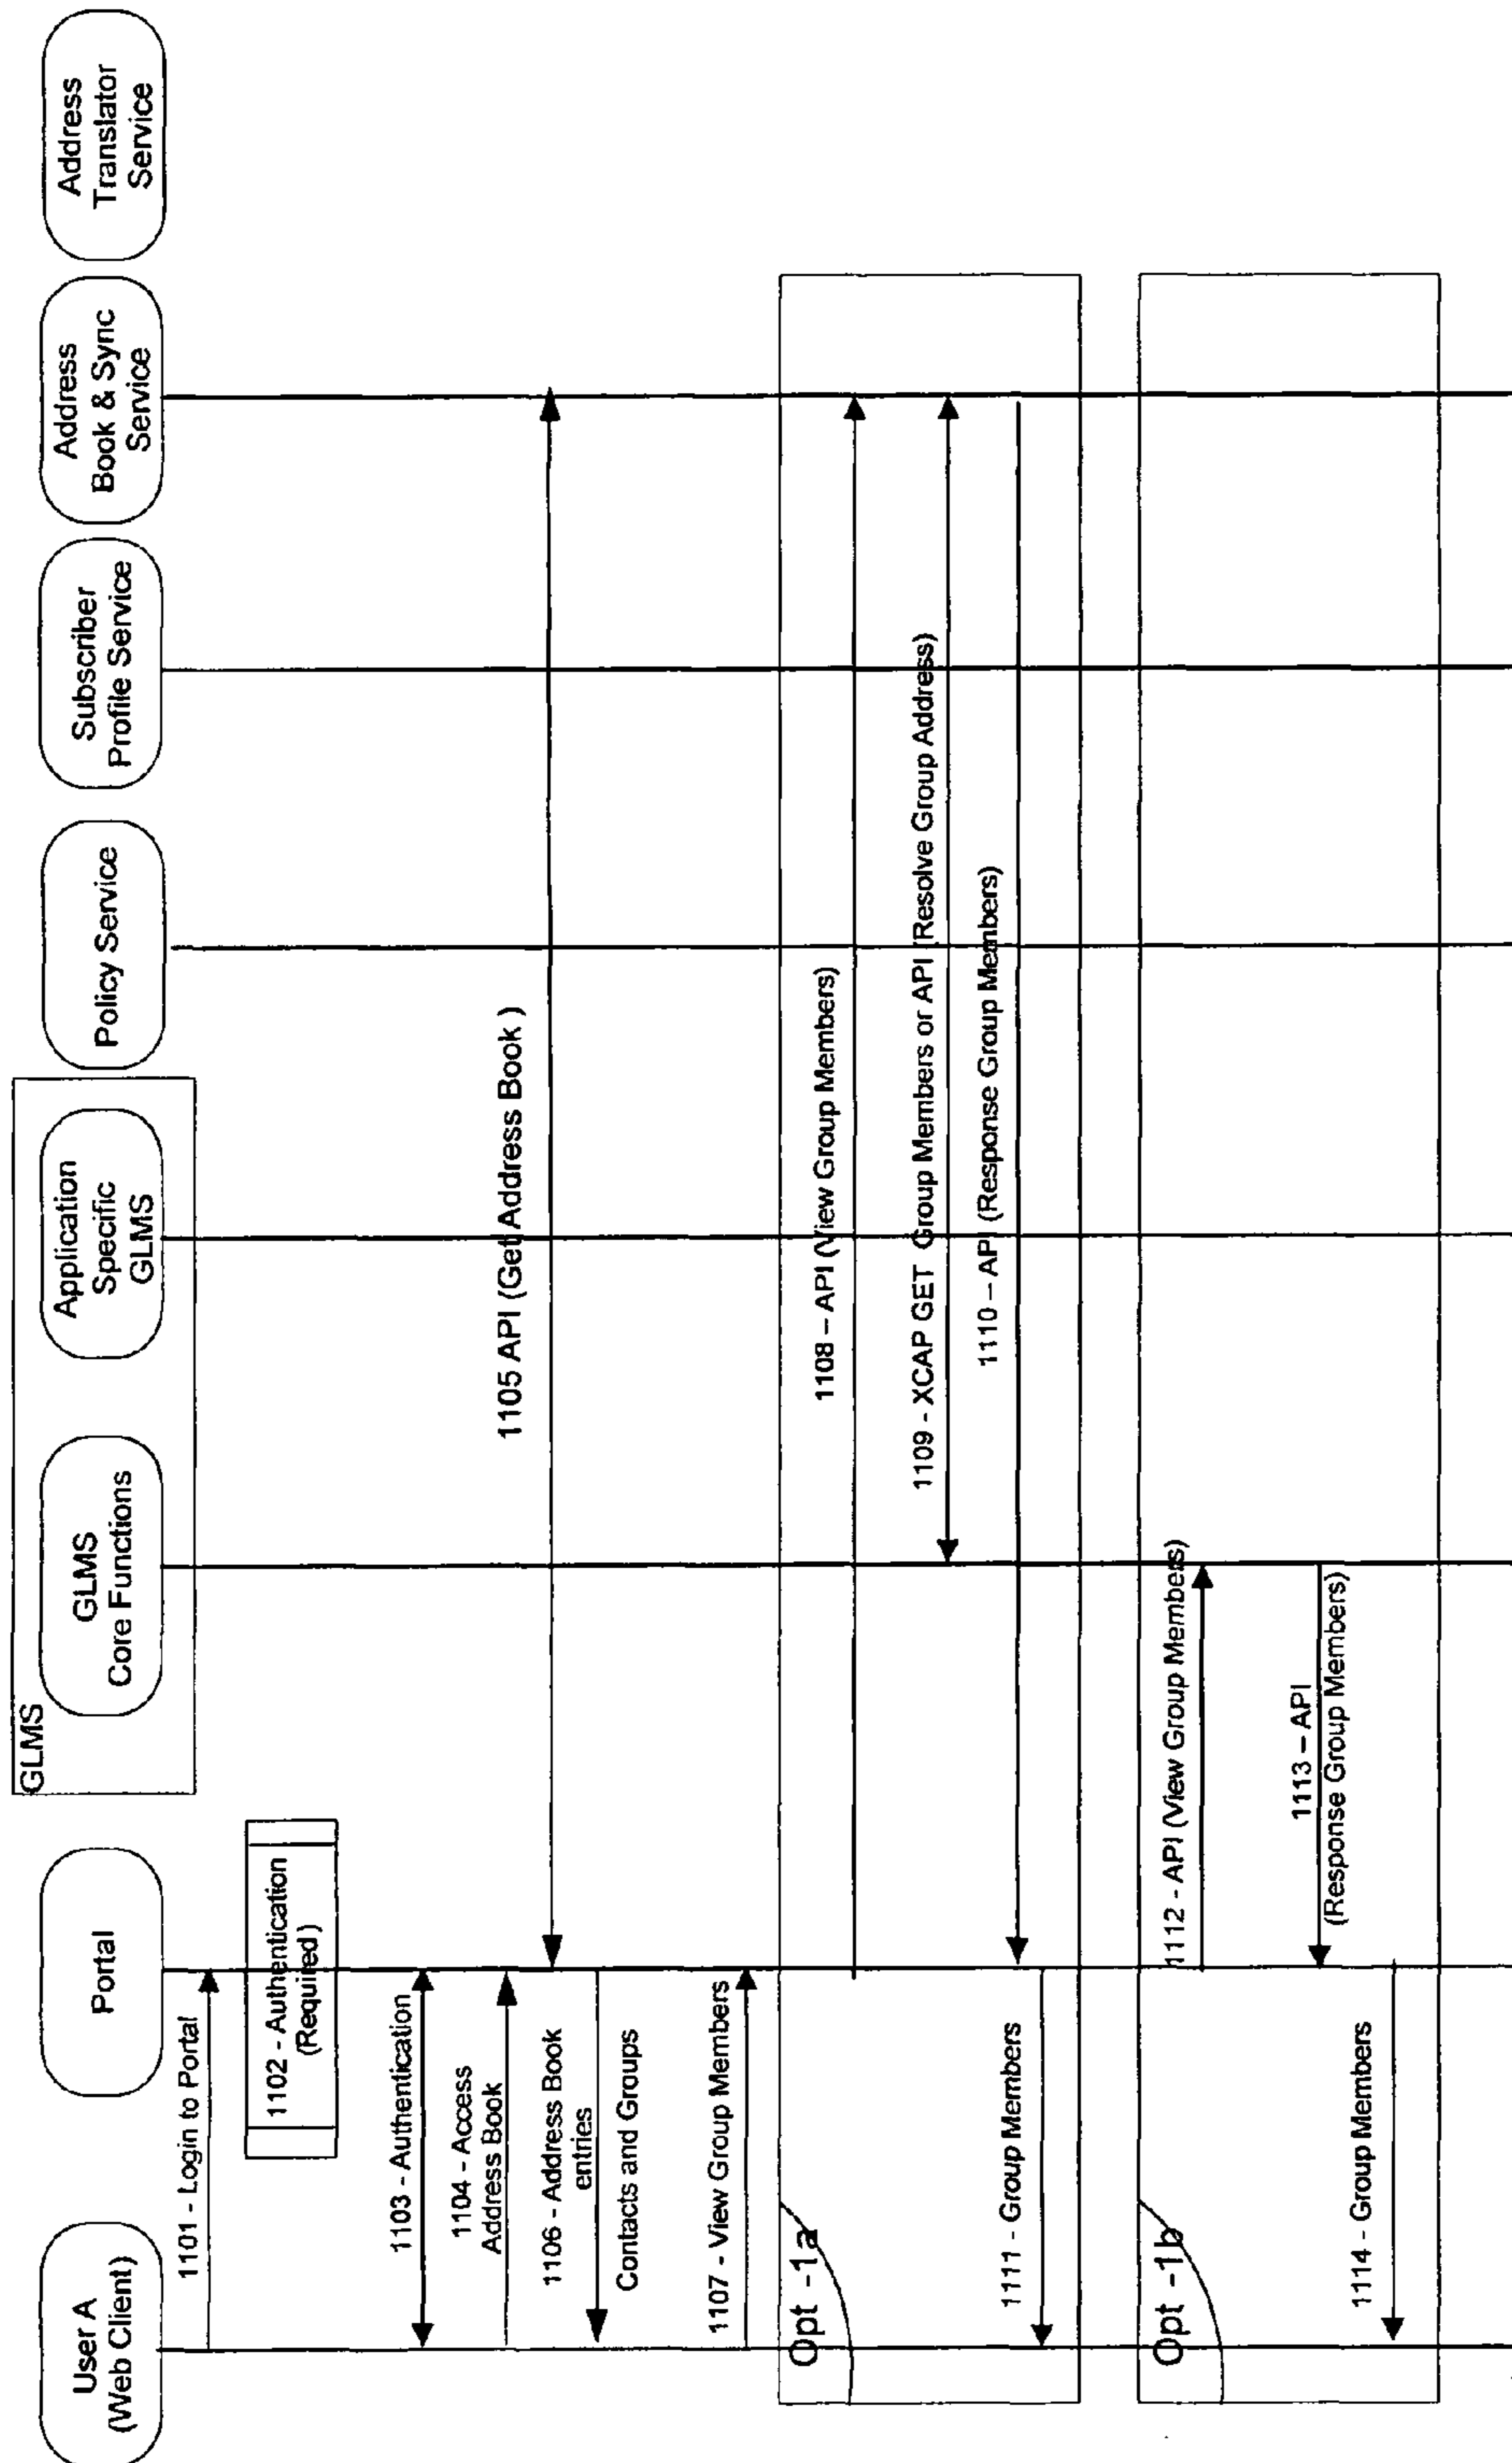 User A
(Web Client)
Portal
GLMS
GLMS
Core Functions
Application
Specific
GLMS
Policy Service
Subscriber
Profile Service
Address
Book & Sync
Service
Address
Translator
Service
1101 - Login to Portal
1102 - Authentication
(Required)
1103 - Authentication
1104 - Access
Address Book
1105 API (Get Address Book )
1106 - Address Book
entries
Contacts and Groups
1107 - View Group Members
Opt -1a
1108 – API (View Group Members)
1109 - XCAP GET Group Members or API (Resolve Group Address)
1110 – API (Response Group Members)
1111 - Group Members
Opt -1b
1112 - API (View Group Members)
1113 – API
(Response Group Members)
1114 - Group Members